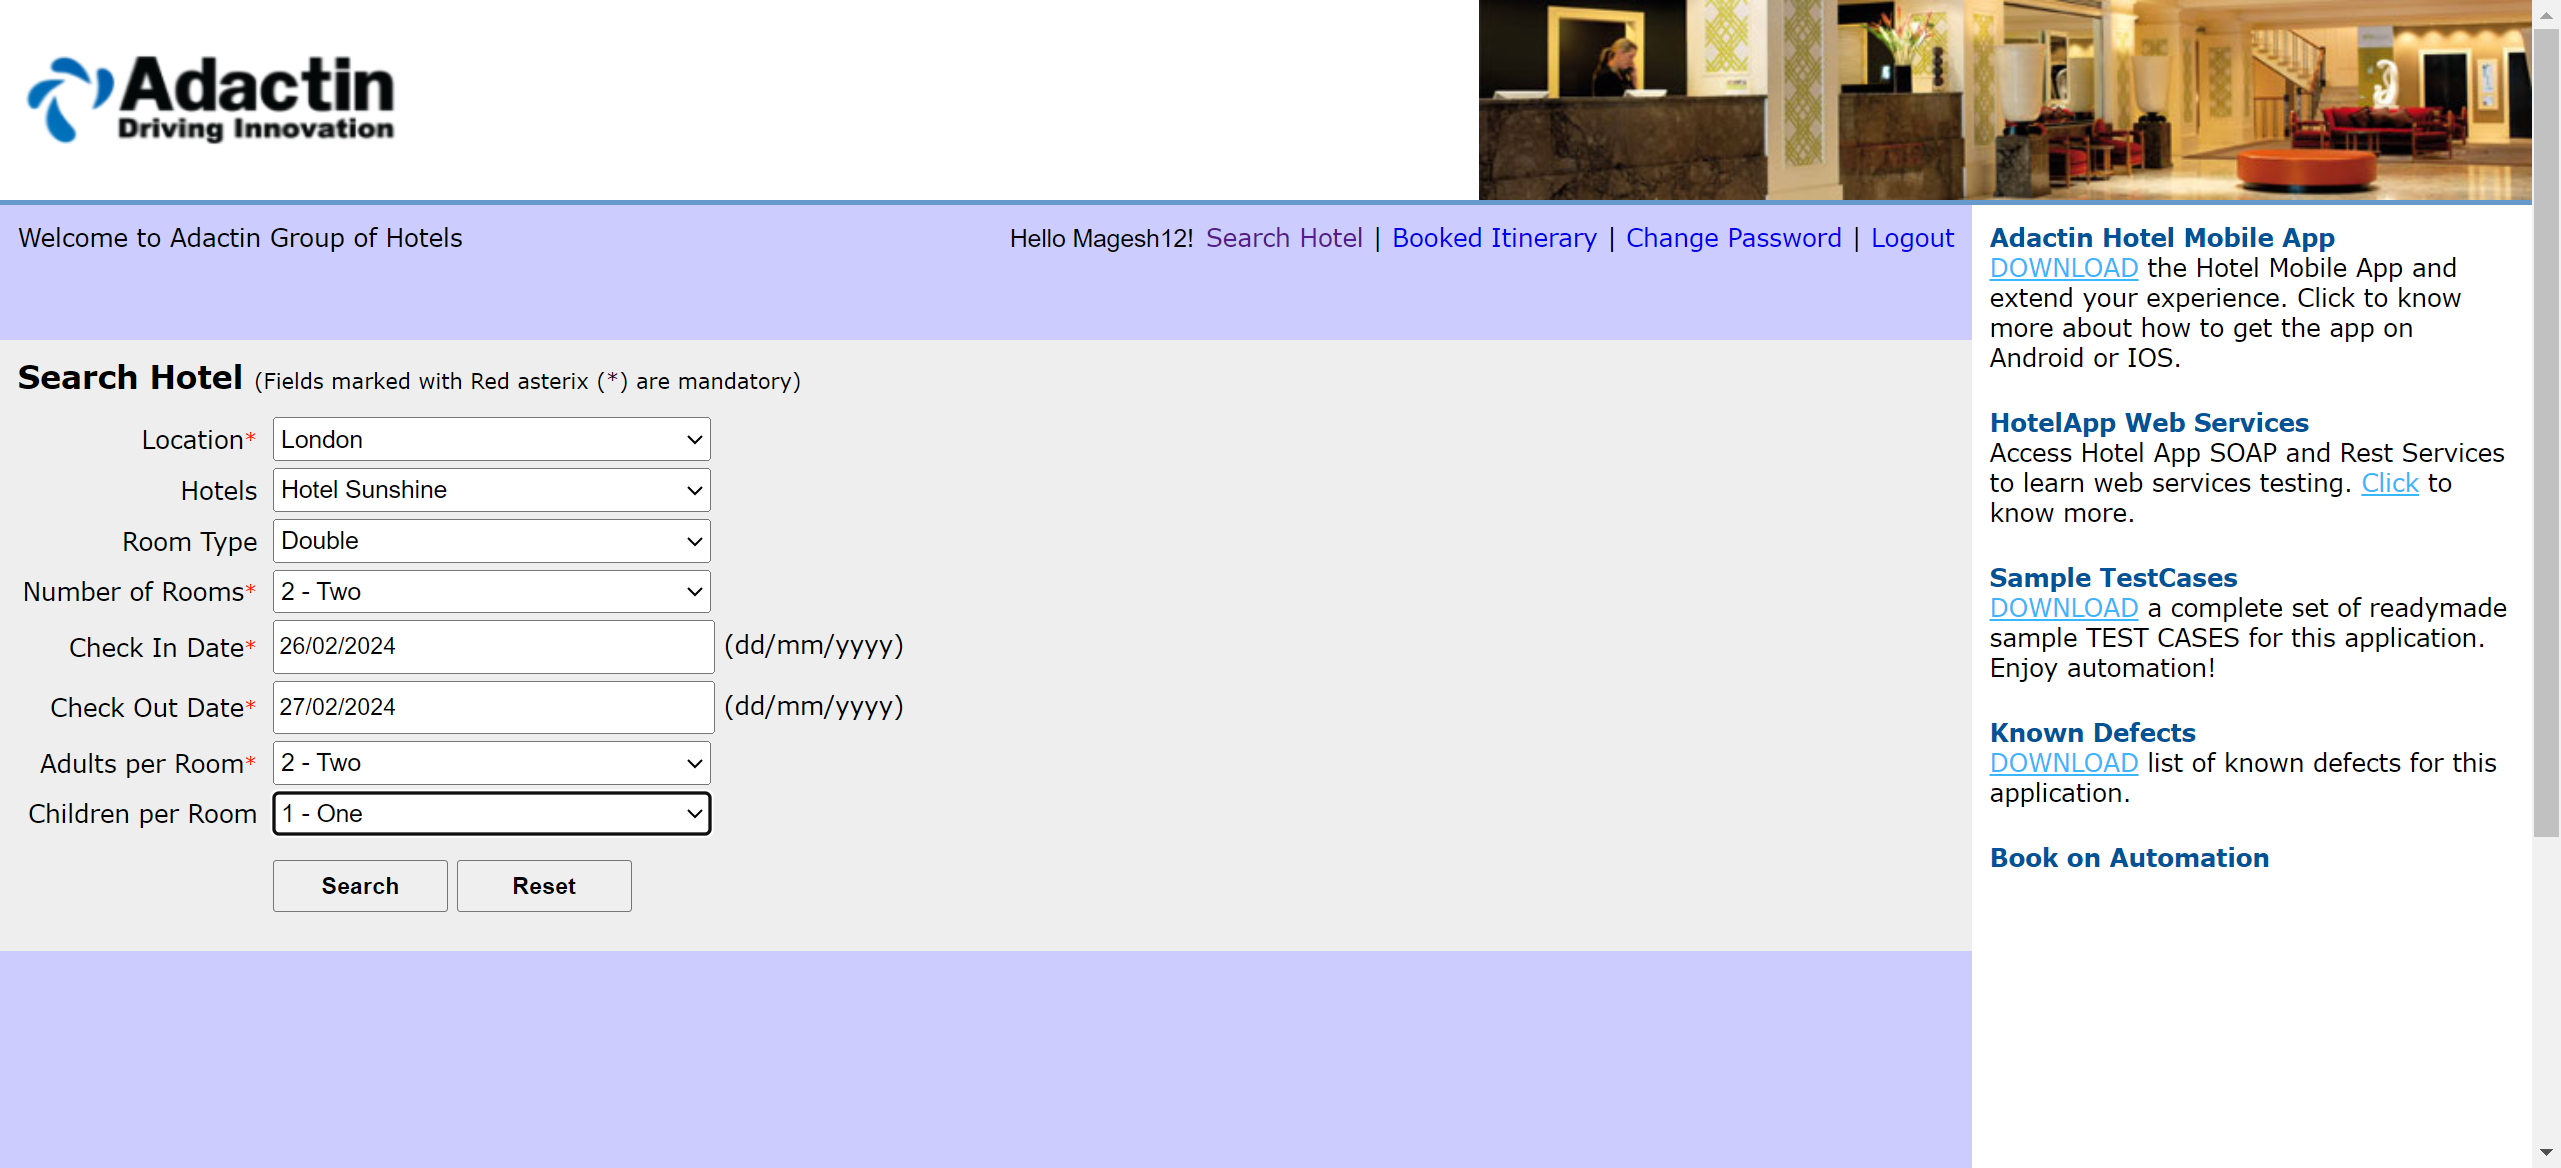 Adactin
Driving Innovation
Welcome to Adactin Group of Hotels
Hello Magesh12! Search Hotel | Booked Itinerary | Change Password | Logout
Search Hotel (Fields marked with Red asterix (*) are mandatory)
Location* London
Hotels Hotel Sunshine
Room Type Double
Number of Rooms* 2 - Two
Check In Date* 26/02/2024 (dd/mm/yyyy)
Check Out Date* 27/02/2024 (dd/mm/yyyy)
Adults per Room* 2 - Two
Children per Room 1 - One
Search Reset
Adactin Hotel Mobile App
DOWNLOAD the Hotel Mobile App and
extend your experience. Click to know
more about how to get the app on
Android or IOS.
HotelApp Web Services
Access Hotel App SOAP and Rest Services
to learn web services testing. Click to
know more.
Sample TestCases
DOWNLOAD a complete set of readymade
sample TEST CASES for this application.
Enjoy automation!
Known Defects
DOWNLOAD list of known defects for this
application.
Book on Automation